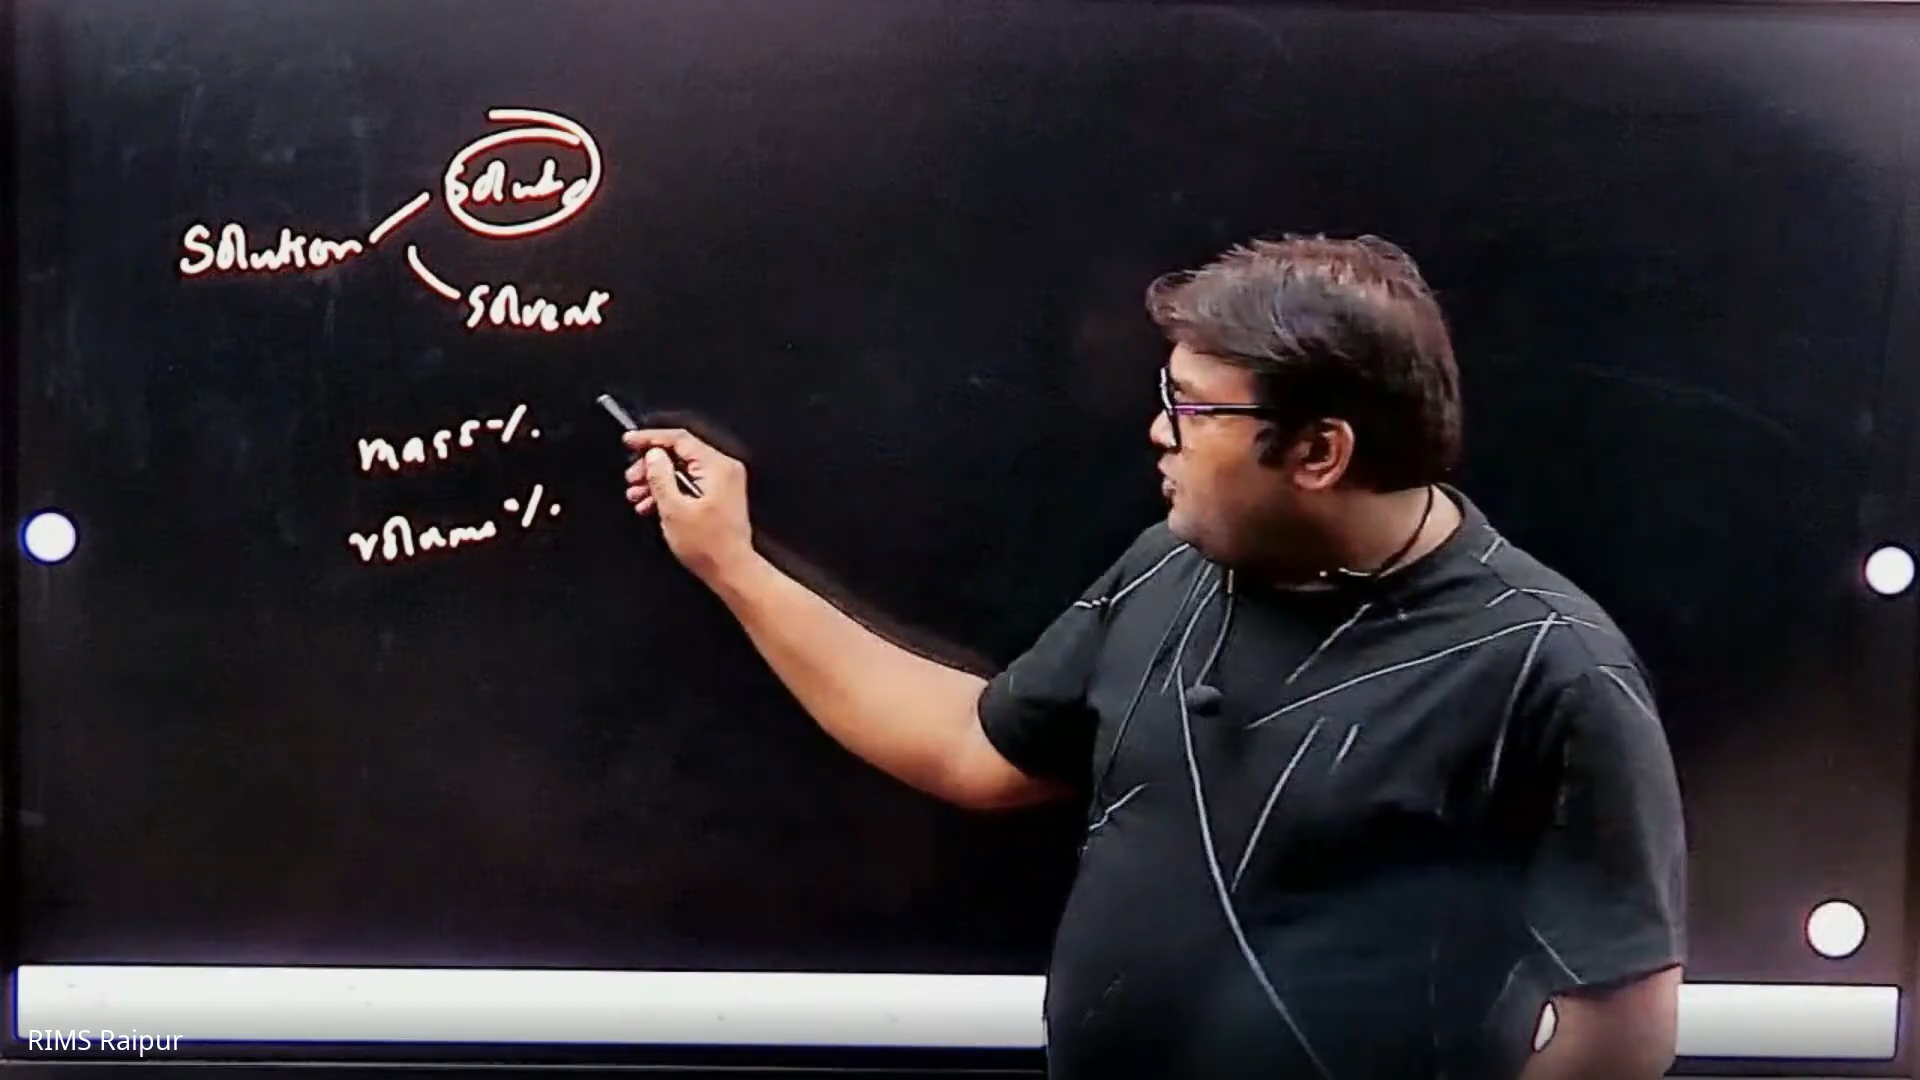 Solute
Solution
Solvent
mass%.
volume%.
RIMS Raipur